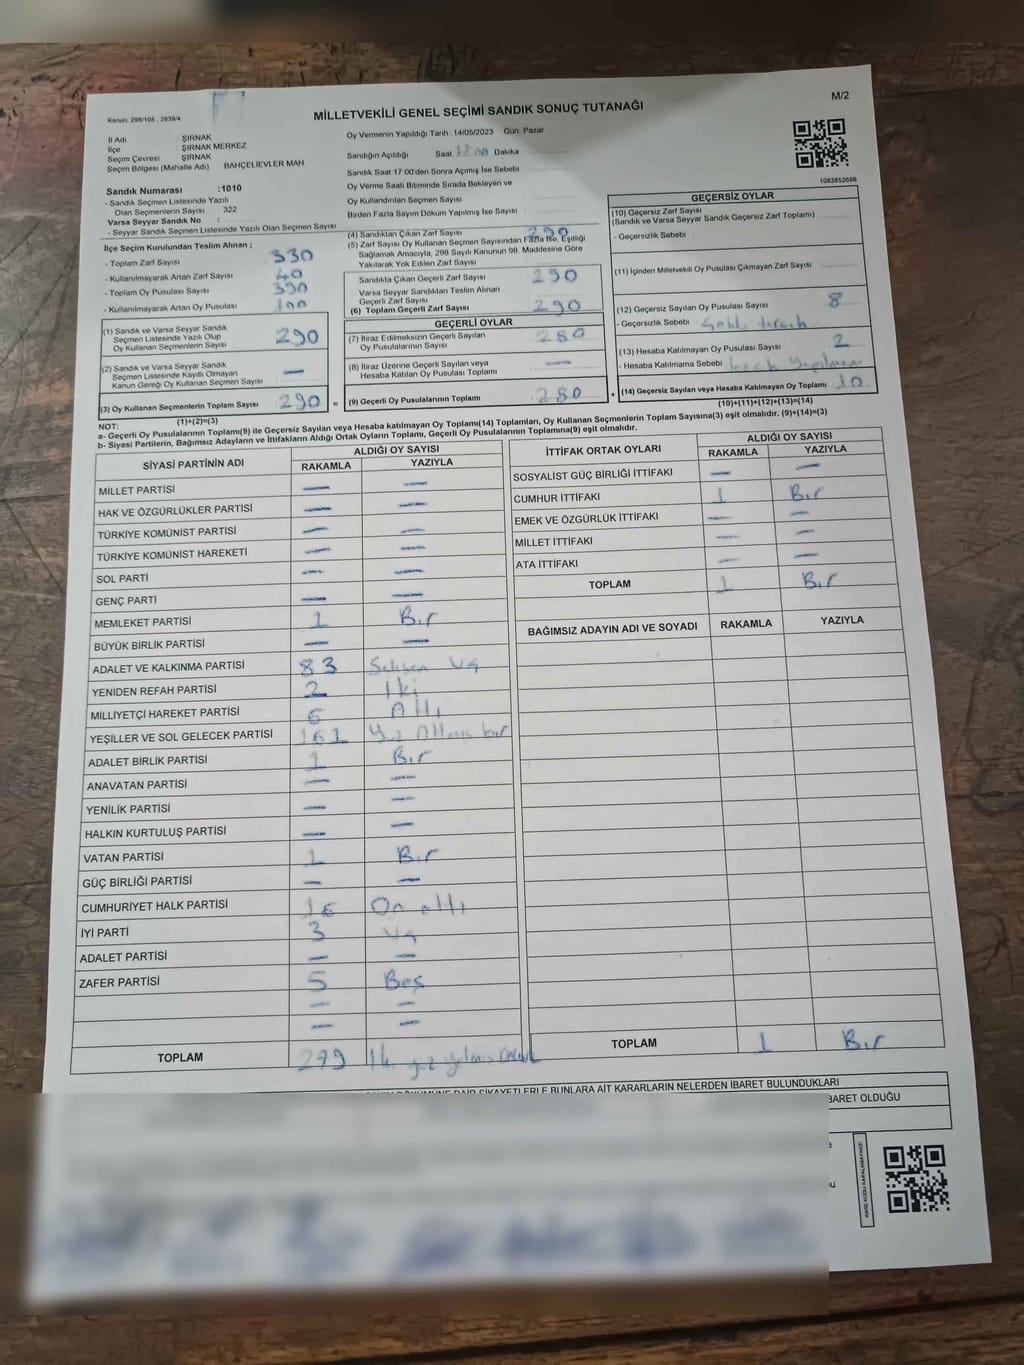 Kanun: 298/105 , 2839/4
MİLLETVEKİLİ GENEL SEÇİMİ SANDIK SONUÇ TUTANAĞI
M/2
İl Adı ŞIRNAK
İlçe ŞIRNAK MERKEZ
Seçim Çevresi ŞIRNAK
Seçim Bölgesi (Mahalle Adı) BAHÇELİEVLER MAH
Sandık Numarası :1010
- Sandık Seçmen Listesinde Yazılı
Olan Seçmenlerin Sayısı 322
Varsa Seyyar Sandık No :
- Seyyar Sandık Seçmen Listesinde Yazılı Olan Seçmen Sayısı
Oy Vermenin Yapıldığı Tarih :14/05/2023 Gün: Pazar
Sandığın Açıldığı Saat Dakika
Sandık Saat 17:00'den Sonra Açımış İse Sebebi
Oy Verme Saati Bitiminde Sırada Bekleyen ve
Oy Kullandırılan Seçmen Sayısı
Birden Fazla Sayım Döküm Yapılmış İse Sayısı
1083852688
İlçe Seçim Kurulundan Teslim Alınan ;
- Toplam Zarf Sayısı 330
- Kullanılmayarak Artan Zarf Sayısı 40
- Toplam Oy Pusulası Sayısı 390
- Kullanılmayarak Artan Oy Pusulası 100
(1) Sandık ve Varsa Seyyar Sandık
Seçmen Listesinde Yazılı Olup
Oy Kullanan Seçmenlerin Sayısı 290
(2) Sandık ve Varsa Seyyar Sandık
Seçmen Listesinde Kayıtlı Olmayan
Kanun Gereği Oy Kullanan Seçmen Sayısı —
(3) Oy Kullanan Seçmenlerin Toplam Sayısı 290 =
(1)+(2)=(3)
(4) Sandıktan Çıkan Zarf Sayısı 290
(5) Zarf Sayısı Oy Kullanan Seçmen Sayısından Fazla İse, Eşitliği
Sağlamak Amacıyla, 298 Sayılı Kanunun 98. Maddesine Göre
Yakılarak Yok Edilen Zarf Sayısı
Sandıkta Çıkan Geçerli Zarf Sayısı 290
Varsa Seyyar Sandıktan Teslim Alınan
Geçerli Zarf Sayısı
(6) Toplam Geçerli Zarf Sayısı 290
GEÇERLİ OYLAR
(7) İtiraz Edilmeksizin Geçerli Sayılan
Oy Pusulalarının Sayısı 280
(8) İtiraz Üzerine Geçerli Sayılan veya
Hesaba Katılan Oy Pusulası Toplamı —
(9) Geçerli Oy Pusulalarının Toplamı 280 +
GEÇERSİZ OYLAR
(10) Geçersiz Zarf Sayısı
(Sandık ve Varsa Seyyar Sandık Geçersiz Zarf Toplamı)
- Geçersizlik Sebebi
(11) İçinden Milletvekili Oy Pusulası Çıkmayan Zarf Sayısı
(12) Geçersiz Sayılan Oy Pusulası Sayısı 8
- Geçersizlik Sebebi tercih
(13) Hesaba Katılmayan Oy Pusulası Sayısı 2
- Hesaba Katılmama Sebebi
(14) Geçersiz Sayılan veya Hesaba Katılmayan Oy Toplamı 10
(10)+(11)+(12)+(13)=(14)
NOT:
a- Geçerli Oy Pusulalarının Toplamı(9) ile Geçersiz Sayılan veya Hesaba katılmayan Oy Toplamı(14) Toplamları, Oy Kullanan Seçmenlerin Toplam Sayısına(3) eşit olmalıdır. (9)+(14)=(3)
b- Siyasi Partilerin, Bağımsız Adayların ve İttifakların Aldığı Ortak Oyların Toplamı, Geçerli Oy Pusulalarının Toplamına(9) eşit olmalıdır.
SİYASİ PARTİNİN ADI ALDIĞI OY SAYISI
RAKAMLA YAZIYLA
MİLLET PARTİSİ — —
HAK VE ÖZGÜRLÜKLER PARTİSİ — —
TÜRKİYE KOMÜNİST PARTİSİ — —
TÜRKİYE KOMÜNİST HAREKETİ — —
SOL PARTİ — —
GENÇ PARTİ — —
MEMLEKET PARTİSİ 1 Bir
BÜYÜK BİRLİK PARTİSİ — —
ADALET VE KALKINMA PARTİSİ 83 Seksen Üç
YENİDEN REFAH PARTİSİ 2 İki
MİLLİYETÇİ HAREKET PARTİSİ 6 Altı
YEŞİLLER VE SOL GELECEK PARTİSİ 161 Yüz Altmış bir
ADALET BİRLİK PARTİSİ 1 Bir
ANAVATAN PARTİSİ — —
YENİLİK PARTİSİ — —
HALKIN KURTULUŞ PARTİSİ — —
VATAN PARTİSİ 1 Bir
GÜÇ BİRLİĞİ PARTİSİ — —
CUMHURİYET HALK PARTİSİ 16 On altı
İYİ PARTİ 3 Üç
ADALET PARTİSİ — —
ZAFER PARTİSİ 5 Beş
— —
— —
TOPLAM 279
İTTİFAK ORTAK OYLARI ALDIĞI OY SAYISI
RAKAMLA YAZIYLA
SOSYALİST GÜÇ BİRLİĞİ İTTİFAKI — —
CUMHUR İTTİFAKI 1 Bir
EMEK VE ÖZGÜRLÜK İTTİFAKI — —
MİLLET İTTİFAKI — —
ATA İTTİFAKI — —
TOPLAM 1 Bir
BAĞIMSIZ ADAYIN ADI VE SOYADI RAKAMLA YAZIYLA
TOPLAM 1 Bir
DAİR ŞİKAYETLERLE BUNLARA AİT KARARLARIN NELERDEN İBARET BULUNDUKLARI
İBARET OLDUĞU